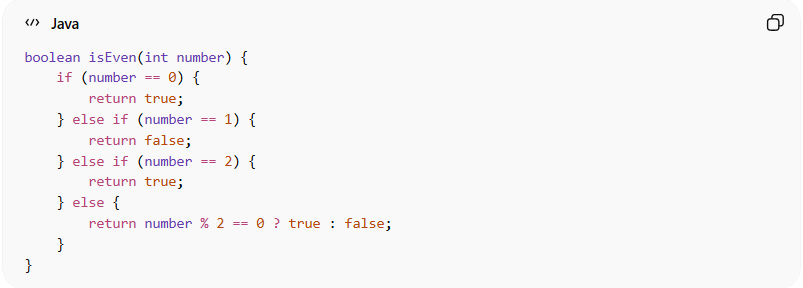 </> Java
boolean isEven(int number) {
    if (number == 0) {
        return true;
    } else if (number == 1) {
        return false;
    } else if (number == 2) {
        return true;
    } else {
        return number % 2 == 0 ? true : false;
    }
}